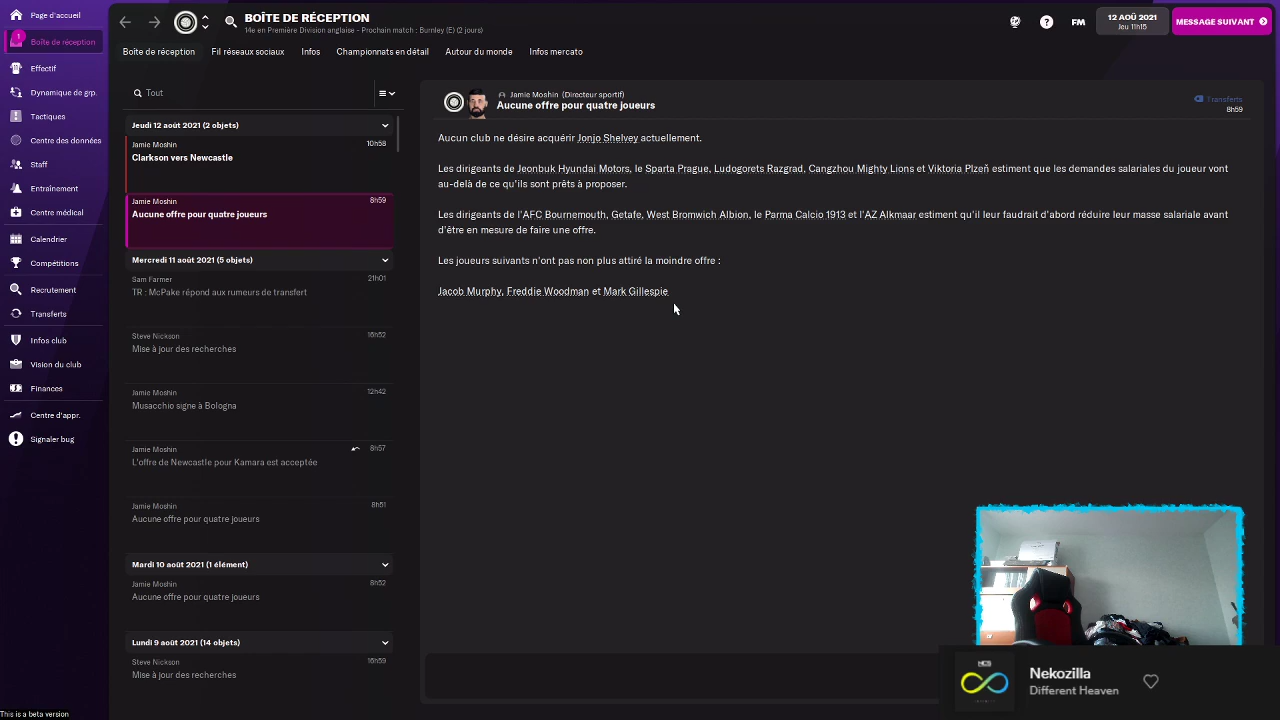 Page d'accueil
1
Boîte de réception
Effectif
Dynamique de grp.
Tactiques
Centre des données
Staff
Entraînement
Centre médical
Calendrier
Compétitions
Recrutement
Transferts
Infos club
Vision du club
Finances
Centre d'appr.
Signaler bug
This is a beta version
BOÎTE DE RÉCEPTION
14e en Première Division anglaise - Prochain match : Burnley (E) (2 jours)
?
FM
12 AOÛ 2021
Jeu 11h15
MESSAGE SUIVANT
Boîte de réception
Fil réseaux sociaux
Infos
Championnats en détail
Autour du monde
Infos mercato
Tout
Jeudi 12 août 2021 (2 objets)
Jamie Moshin
10h58
Clarkson vers Newcastle
Jamie Moshin
8h59
Aucune offre pour quatre joueurs
Mercredi 11 août 2021 (5 objets)
Sam Farmer
21h01
TR : McPake répond aux rumeurs de transfert
Steve Nickson
16h52
Mise à jour des recherches
Jamie Moshin
12h42
Musacchio signe à Bologna
Jamie Moshin
8h57
L'offre de Newcastle pour Kamara est acceptée
Jamie Moshin
8h51
Aucune offre pour quatre joueurs
Mardi 10 août 2021 (1 élément)
Jamie Moshin
8h52
Aucune offre pour quatre joueurs
Lundi 9 août 2021 (14 objets)
Steve Nickson
16h59
Mise à jour des recherches
Jamie Moshin (Directeur sportif)
Aucune offre pour quatre joueurs
Transferts
8h59
Aucun club ne désire acquérir Jonjo Shelvey actuellement.
Les dirigeants de Jeonbuk Hyundai Motors, le Sparta Prague, Ludogorets Razgrad, Cangzhou Mighty Lions et Viktoria Plzeň estiment que les demandes salariales du joueur vont
au-delà de ce qu'ils sont prêts à proposer.
Les dirigeants de l'AFC Bournemouth, Getafe, West Bromwich Albion, le Parma Calcio 1913 et l'AZ Alkmaar estiment qu'il leur faudrait d'abord réduire leur masse salariale avant
d'être en mesure de faire une offre.
Les joueurs suivants n'ont pas non plus attiré la moindre offre :
Jacob Murphy, Freddie Woodman et Mark Gillespie
Nekozilla
Different Heaven